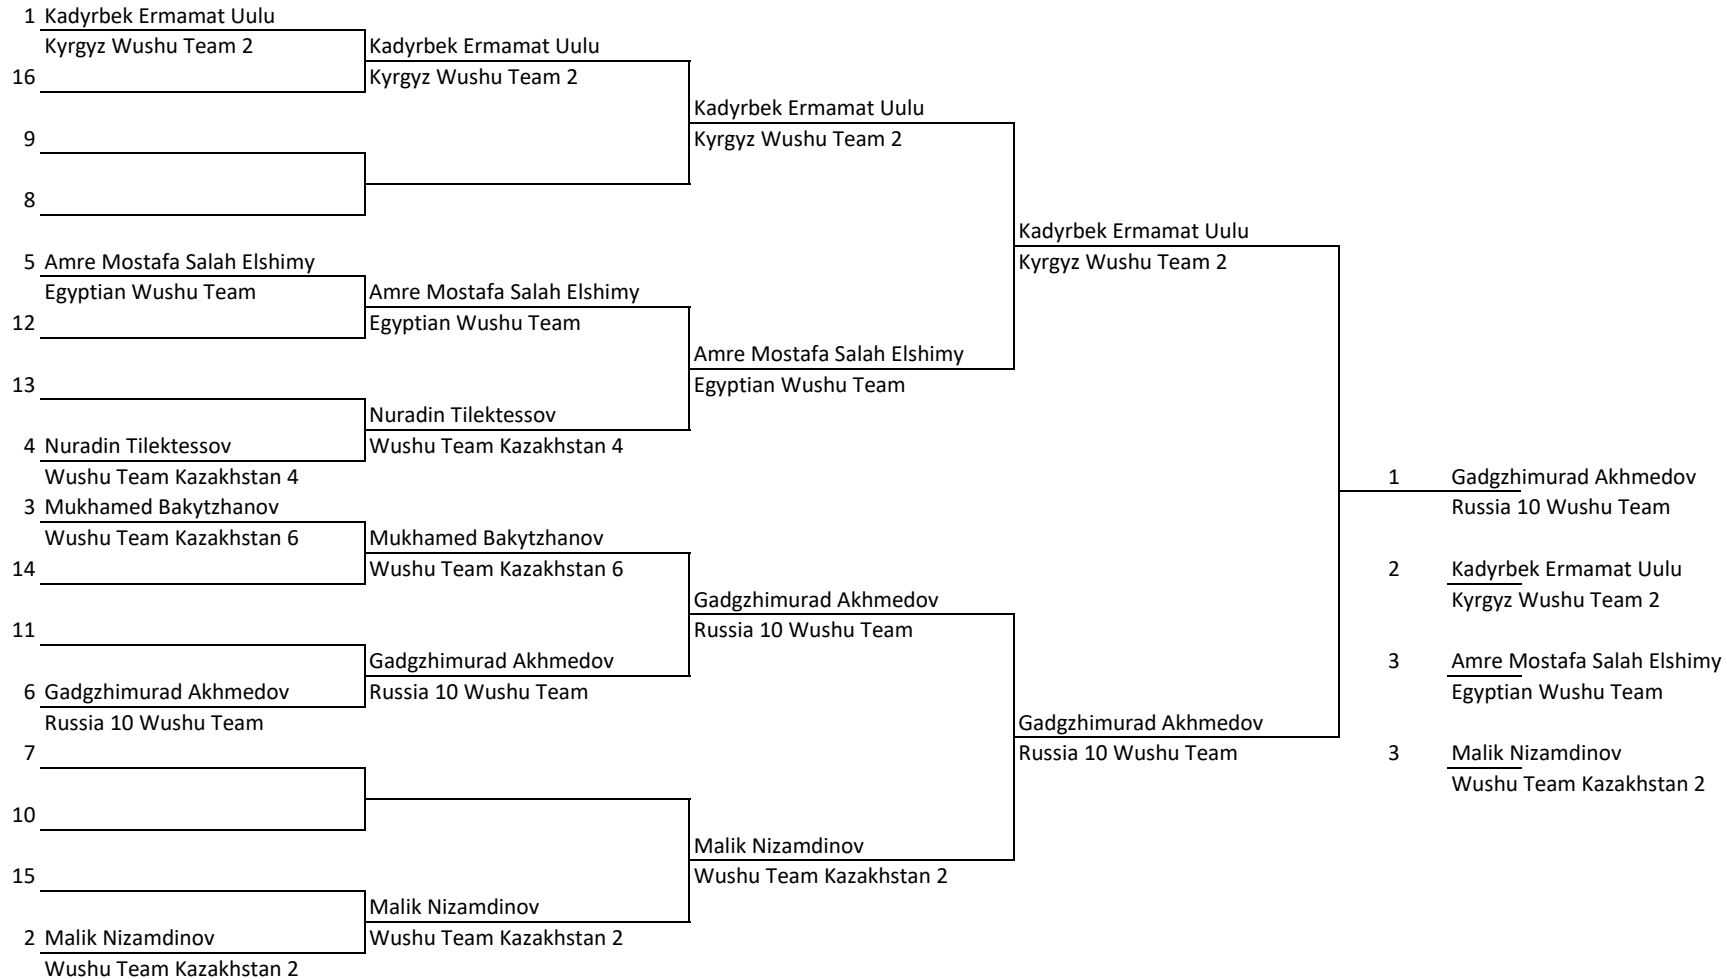 1 Kadyrbek Ermamat Uulu
Kyrgyz Wushu Team 2
Kadyrbek Ermamat Uulu
16
Kyrgyz Wushu Team 2
Kadyrbek Ermamat Uulu
9
Kyrgyz Wushu Team 2
8
Kadyrbek Ermamat Uulu
5 Amre Mostafa Salah Elshimy
Kyrgyz Wushu Team 2
Egyptian Wushu Team
Amre Mostafa Salah Elshimy
12
Egyptian Wushu Team
Amre Mostafa Salah Elshimy
13
Egyptian Wushu Team
Nuradin Tilektessov
4 Nuradin Tilektessov
Wushu Team Kazakhstan 4
Wushu Team Kazakhstan 4
1 Gadgzhimurad Akhmedov
3 Mukhamed Bakytzhanov
Russia 10 Wushu Team
Wushu Team Kazakhstan 6
Mukhamed Bakytzhanov
14
Wushu Team Kazakhstan 6
2 Kadyrbek Ermamat Uulu
Gadgzhimurad Akhmedov
Kyrgyz Wushu Team 2
11
Russia 10 Wushu Team
Gadgzhimurad Akhmedov
3 Amre Mostafa Salah Elshimy
6 Gadgzhimurad Akhmedov
Russia 10 Wushu Team
Egyptian Wushu Team
Russia 10 Wushu Team
Gadgzhimurad Akhmedov
7
Russia 10 Wushu Team
3 Malik Nizamdinov
Wushu Team Kazakhstan 2
10
Malik Nizamdinov
15
Wushu Team Kazakhstan 2
Malik Nizamdinov
2 Malik Nizamdinov
Wushu Team Kazakhstan 2
Wushu Team Kazakhstan 2